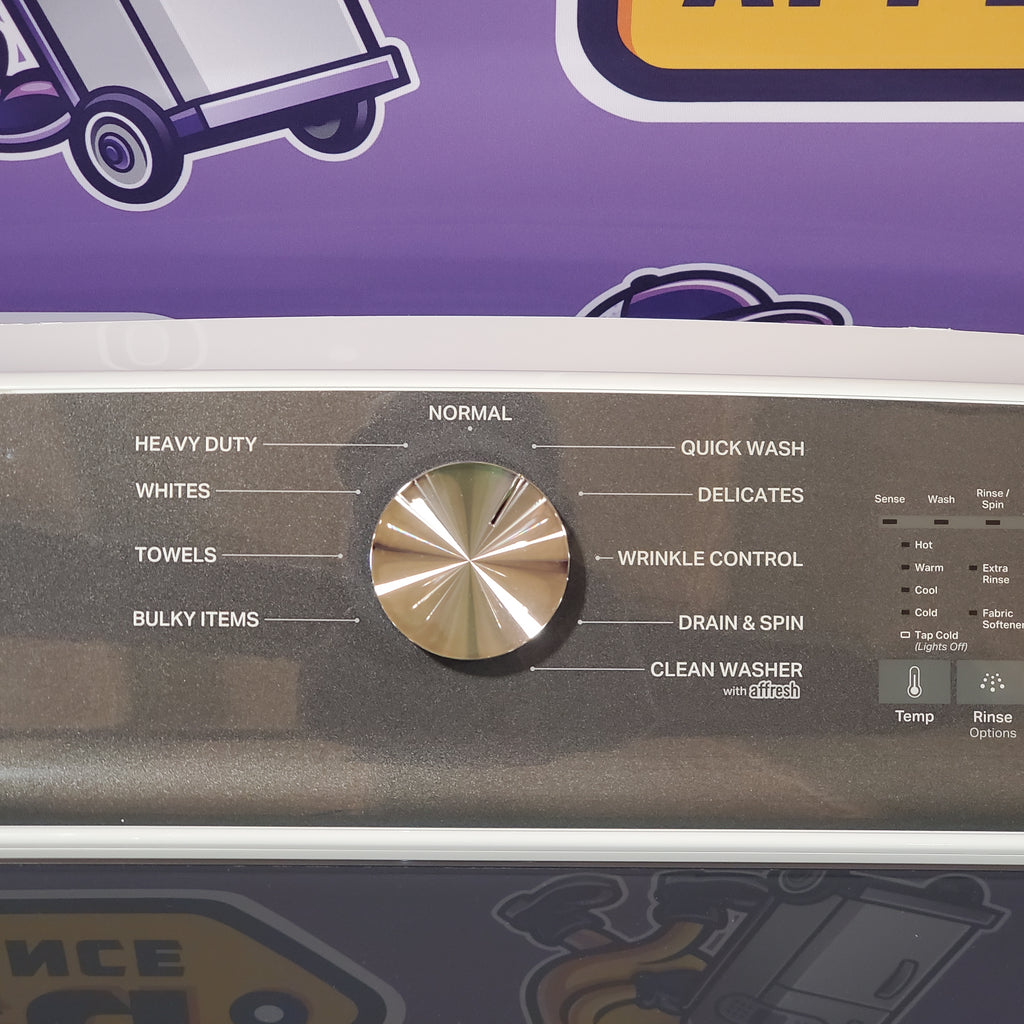 NORMAL
HEAVY DUTY
QUICK WASH
WHITES
DELICATES
TOWELS
WRINKLE CONTROL
BULKY ITEMS
DRAIN & SPIN
CLEAN WASHER
with affresh
Sense
Wash
Rinse /
Spin
Hot
Warm
Extra
Rinse
Cool
Cold
Fabric
Softener
Tap Cold
(Lights Off)
Temp
Rinse
Options